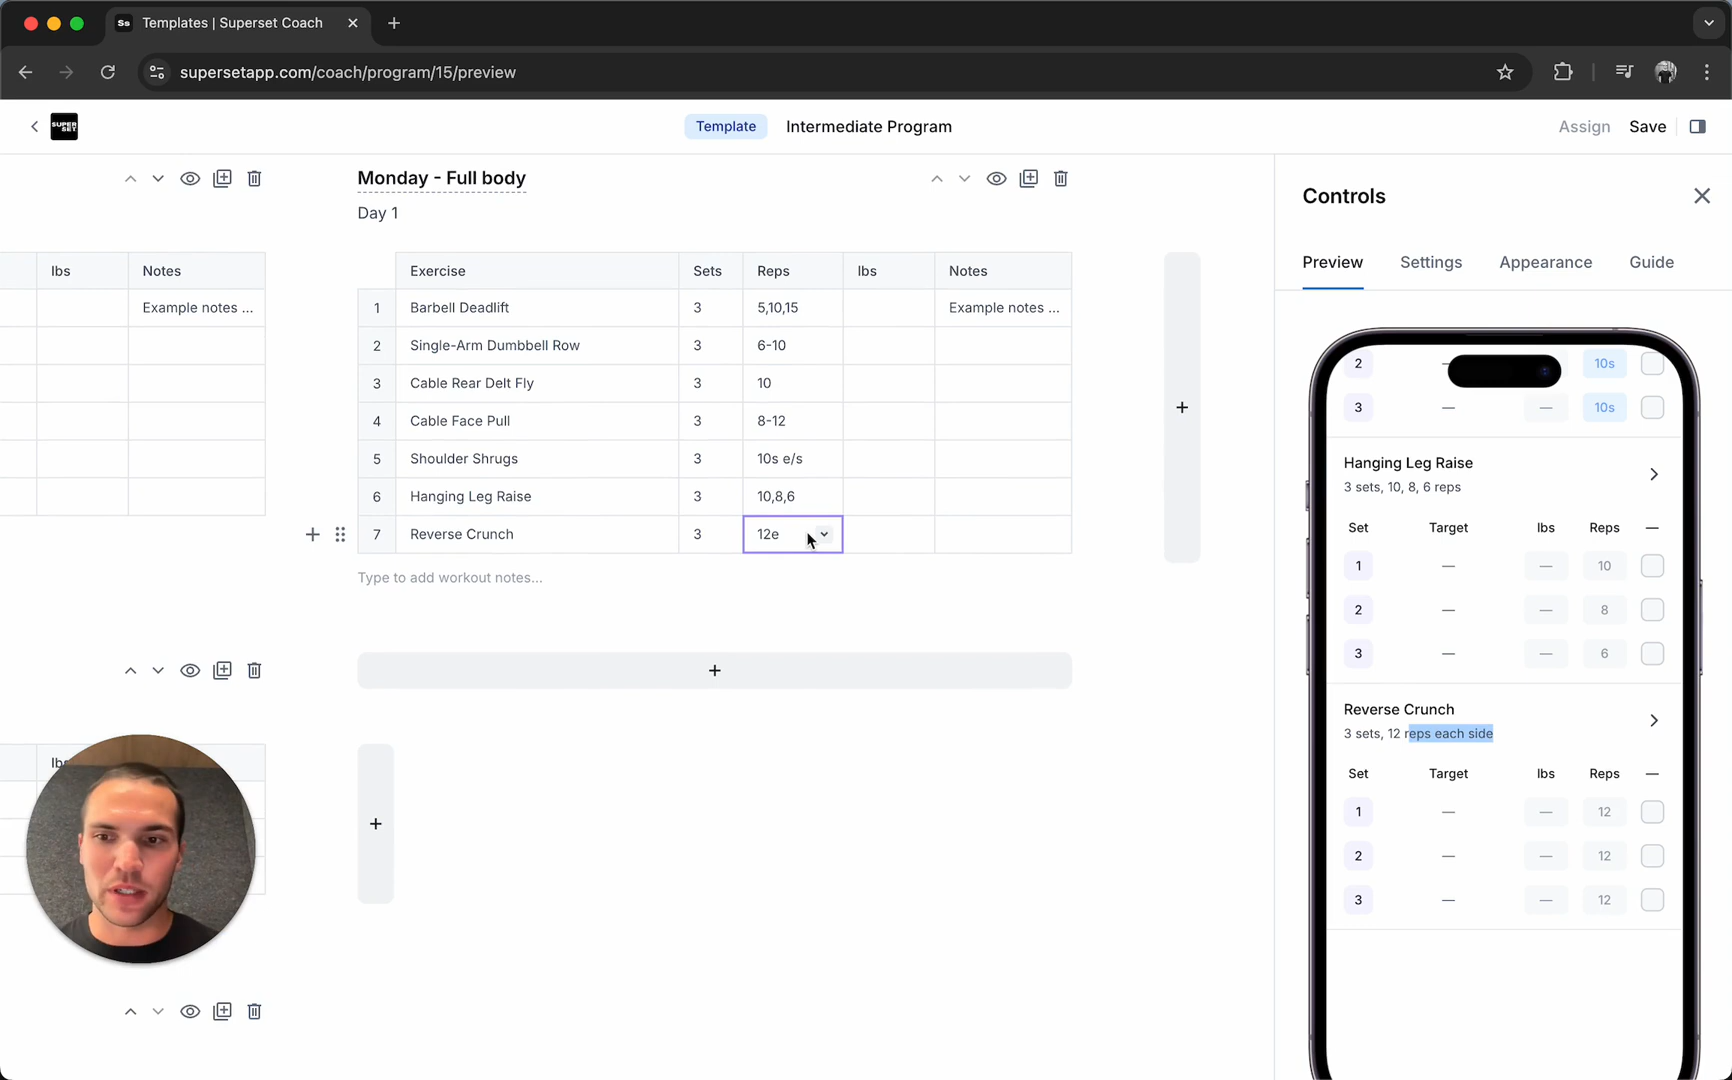 Ss Templates | Superset Coach
supersetapp.com/coach/program/15/preview
SUPER
SET
Template Intermediate Program
Assign Save
Monday - Full body
Day 1
lbs Notes
Example notes ...
Exercise Sets Reps lbs Notes
1 Barbell Deadlift 3 5,10,15 Example notes ...
2 Single-Arm Dumbbell Row 3 6-10
3 Cable Rear Delt Fly 3 10
4 Cable Face Pull 3 8-12
5 Shoulder Shrugs 3 10s e/s
6 Hanging Leg Raise 3 10,8,6
7 Reverse Crunch 3 12e
Type to add workout notes...
Controls
Preview Settings Appearance Guide
2 — 10s
3 — — 10s
Hanging Leg Raise
3 sets, 10, 8, 6 reps
Set Target lbs Reps —
1 — — 10
2 — — 8
3 — — 6
Reverse Crunch
3 sets, 12 reps each side
Set Target lbs Reps —
1 — — 12
2 — — 12
3 — — 12